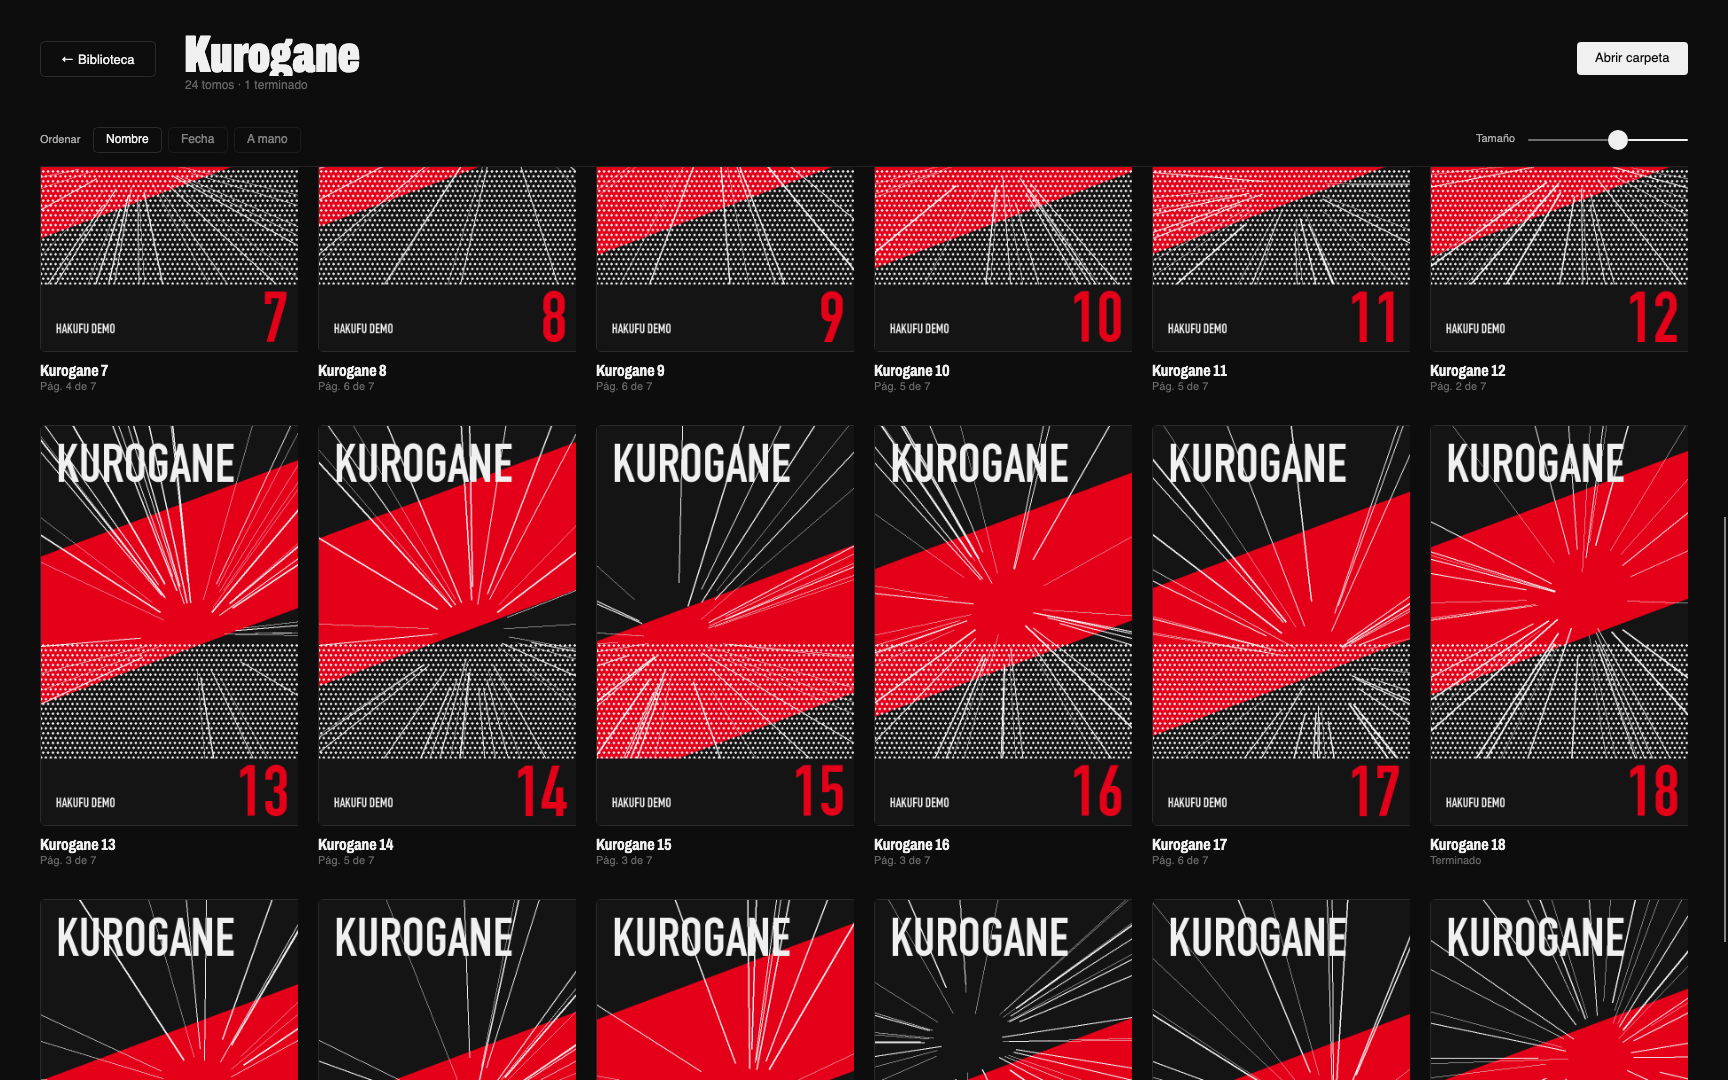 ← Biblioteca
Kurogane
24 tomos · 1 terminado
Abrir carpeta
Ordenar
Nombre
Fecha
A mano
Tamaño
HAKUFU DEMO
7
HAKUFU DEMO
8
HAKUFU DEMO
9
HAKUFU DEMO
10
HAKUFU DEMO
11
HAKUFU DEMO
12
Kurogane 7
Pág. 4 de 7
Kurogane 8
Pág. 6 de 7
Kurogane 9
Pág. 6 de 7
Kurogane 10
Pág. 5 de 7
Kurogane 11
Pág. 5 de 7
Kurogane 12
Pág. 2 de 7
KUROGANE
HAKUFU DEMO
13
KUROGANE
HAKUFU DEMO
14
KUROGANE
HAKUFU DEMO
15
KUROGANE
HAKUFU DEMO
16
KUROGANE
HAKUFU DEMO
17
KUROGANE
HAKUFU DEMO
18
Kurogane 13
Pág. 3 de 7
Kurogane 14
Pág. 5 de 7
Kurogane 15
Pág. 3 de 7
Kurogane 16
Pág. 3 de 7
Kurogane 17
Pág. 6 de 7
Kurogane 18
Terminado
KUROGANE
KUROGANE
KUROGANE
KUROGANE
KUROGANE
KUROGANE